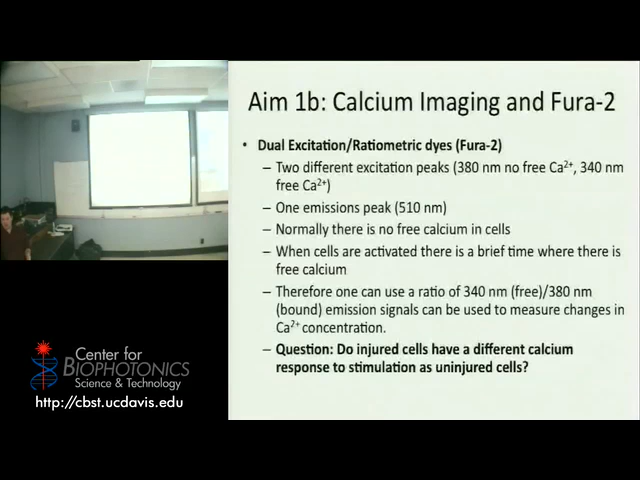 Aim 1b: Calcium Imaging and Fura-2
• Dual Excitation/Ratiometric dyes (Fura-2)
– Two different excitation peaks (380 nm no free Ca²⁺, 340 nm
free Ca²⁺)
– One emissions peak (510 nm)
– Normally there is no free calcium in cells
– When cells are activated there is a brief time where there is
free calcium
– Therefore one can use a ratio of 340 nm (free)/380 nm
(bound) emission signals can be used to measure changes in
Ca²⁺ concentration.
– Question: Do injured cells have a different calcium
response to stimulation as uninjured cells?
Center for
BIOPHOTONICS
Science & Technology
http://cbst.ucdavis.edu